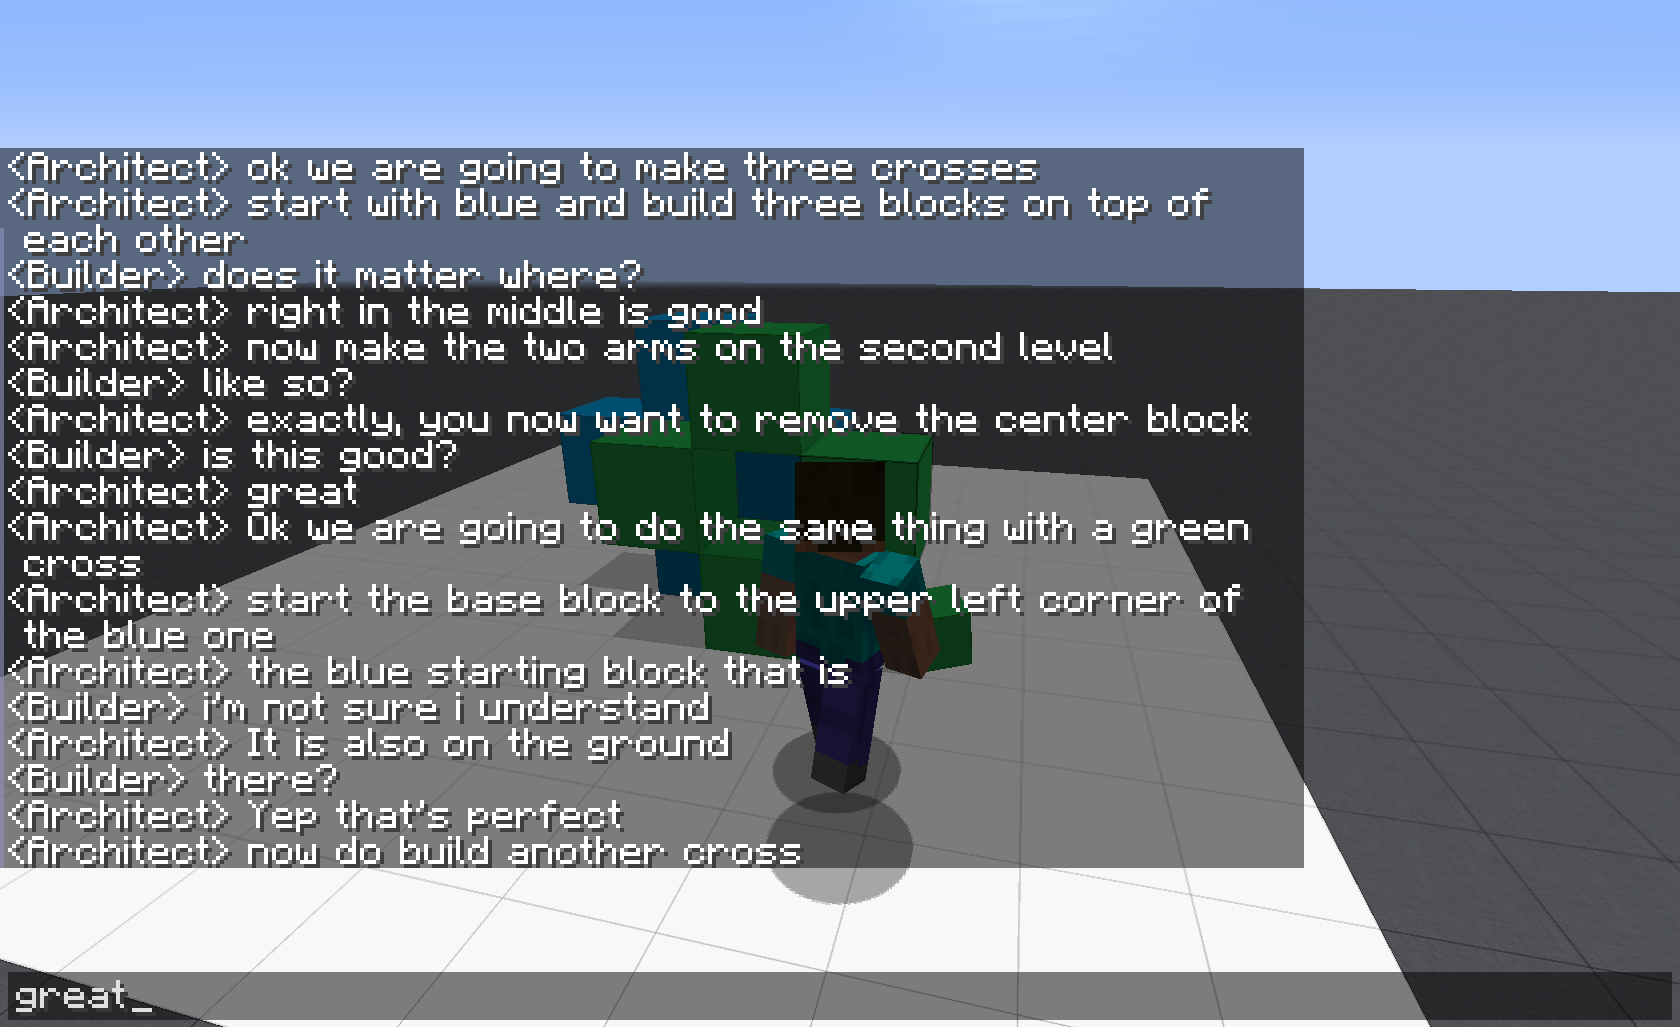 <Architect> ok we are going to make three crosses
<Architect> start with blue and build three blocks on top of
each other
<Builder> does it matter where?
<Architect> right in the middle is good
<Architect> now make the two arms on the second level
<Builder> like so?
<Architect> exactly, you now want to remove the center block
<Builder> is this good?
<Architect> great
<Architect> Ok we are going to do the same thing with a green
cross
<Architect> start the base block to the upper left corner of
the blue one
<Architect> the blue starting block that is
<Builder> i'm not sure i understand
<Architect> It is also on the ground
<Builder> there?
<Architect> Yep that's perfect
<Architect> now do build another cross
great_